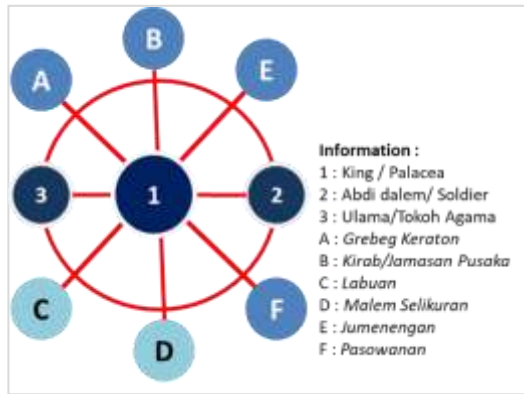 B
A
E
3
1
2
C
D
F
Information :
1 : King / Palacea
2 : Abdi dalem/ Soldier
3 : Ulama/Tokoh Agama
A : Grebeg Keraton
B : Kirab/Jamasan Pusaka
C : Labuan
D : Malem Selikuran
E : Jumenengan
F : Pasowanan